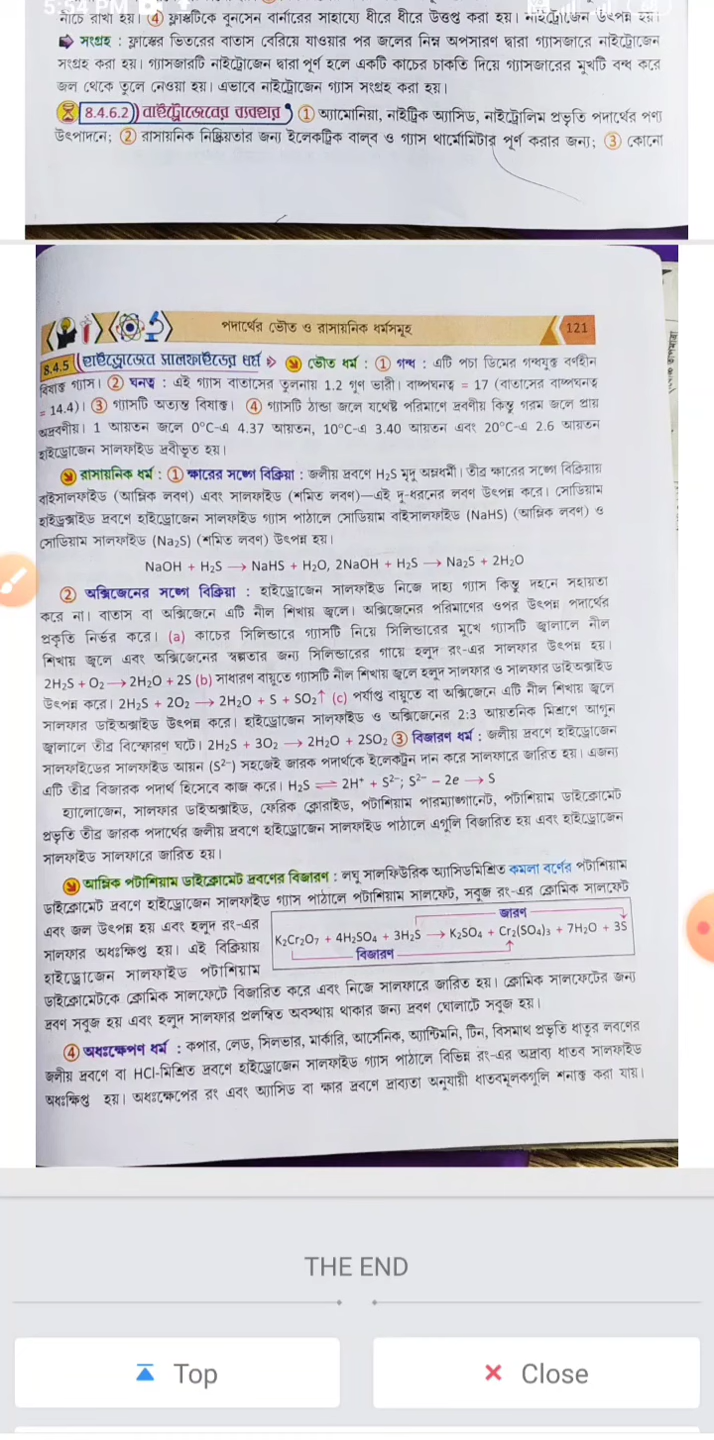 5:54 PM
নীচে রাখা হয়। ④ ফ্লাস্কটিকে বুনসেন বার্নারের সাহায্যে ধীরে ধীরে উত্তপ্ত করা হয়। নাইট্রোজেন উৎপন্ন হয়।
সংগ্রহ : ফ্লাস্কের ভিতরের বাতাস বেরিয়ে যাওয়ার পর জলের নিম্ন অপসারণ দ্বারা গ্যাসজারে নাইট্রোজেন
সংগ্রহ করা হয়। গ্যাসজারটি নাইট্রোজেন দ্বারা পূর্ণ হলে একটি কাচের চাকতি দিয়ে গ্যাসজারের মুখটি বন্ধ করে
জল থেকে তুলে নেওয়া হয়। এভাবে নাইট্রোজেন গ্যাস সংগ্রহ করা হয়।
8.4.6.2 নাইট্রোজেনের ব্যবহার ① অ্যামোনিয়া, নাইট্রিক অ্যাসিড, নাইট্রোলিম প্রভৃতি পদার্থের পণ্য
উৎপাদনে; ② রাসায়নিক নিষ্ক্রিয়তার জন্য ইলেকট্রিক বাল্‌ব ও গ্যাস থার্মোমিটার পূর্ণ করার জন্য; ③ কোনো
পদার্থের ভৌত ও রাসায়নিক ধর্মসমূহ 121
8.4.5 হাইড্রোজেন সালফাইডের ধর্ম ভৌত ধর্ম : ① গন্ধ : এটি পচা ডিমের গন্ধযুক্ত বর্ণহীন
বিষাক্ত গ্যাস। ② ঘনত্ব : এই গ্যাস বাতাসের তুলনায় 1.2 গুণ ভারী। বাষ্পঘনত্ব = 17 (বাতাসের বাষ্পঘনত্ব
= 14.4)। ③ গ্যাসটি অত্যন্ত বিষাক্ত। ④ গ্যাসটি ঠান্ডা জলে যথেষ্ট পরিমাণে দ্রবণীয় কিন্তু গরম জলে প্রায়
অদ্রবণীয়। 1 আয়তন জলে 0°C-এ 4.37 আয়তন, 10°C-এ 3.40 আয়তন এবং 20°C-এ 2.6 আয়তন
হাইড্রোজেন সালফাইড দ্রবীভূত হয়।
রাসায়নিক ধর্ম : ① ক্ষারের সঙ্গে বিক্রিয়া : জলীয় দ্রবণে H₂S মৃদু অম্লধর্মী। তীব্র ক্ষারের সঙ্গে বিক্রিয়ায়
বাইসালফাইড (আম্লিক লবণ) এবং সালফাইড (শমিত লবণ)—এই দু-ধরনের লবণ উৎপন্ন করে। সোডিয়াম
হাইড্রক্সাইড দ্রবণে হাইড্রোজেন সালফাইড গ্যাস পাঠালে সোডিয়াম বাইসালফাইড (NaHS) (আম্লিক লবণ) ও
সোডিয়াম সালফাইড (Na₂S) (শমিত লবণ) উৎপন্ন হয়।
NaOH + H₂S ⟶ NaHS + H₂O, 2NaOH + H₂S ⟶ Na₂S + 2H₂O
② অক্সিজেনের সঙ্গে বিক্রিয়া : হাইড্রোজেন সালফাইড নিজে দাহ্য গ্যাস কিন্তু দহনে সহায়তা
করে না। বাতাস বা অক্সিজেনে এটি নীল শিখায় জ্বলে। অক্সিজেনের পরিমাণের ওপর উৎপন্ন পদার্থের
প্রকৃতি নির্ভর করে। (a) কাচের সিলিন্ডারে গ্যাসটি নিয়ে সিলিন্ডারের মুখে গ্যাসটি জ্বালালে নীল
শিখায় জ্বলে এবং অক্সিজেনের স্বল্পতার জন্য সিলিন্ডারের গায়ে হলুদ রং-এর সালফার উৎপন্ন হয়।
2H₂S + O₂ ⟶ 2H₂O + 2S (b) সাধারণ বায়ুতে গ্যাসটি নীল শিখায় জ্বলে হলুদ সালফার ও সালফার ডাইঅক্সাইড
উৎপন্ন করে। 2H₂S + 2O₂ ⟶ 2H₂O + S + SO₂↑ (c) পর্যাপ্ত বায়ুতে বা অক্সিজেনে এটি নীল শিখায় জ্বলে
সালফার ডাইঅক্সাইড উৎপন্ন করে। হাইড্রোজেন সালফাইড ও অক্সিজেনের 2:3 আয়তনিক মিশ্রণে আগুন
জ্বালালে তীব্র বিস্ফোরণ ঘটে। 2H₂S + 3O₂ ⟶ 2H₂O + 2SO₂ ③ বিজারণ ধর্ম : জলীয় দ্রবণে হাইড্রোজেন
সালফাইডের সালফাইড আয়ন (S²⁻) সহজেই জারক পদার্থকে ইলেকট্রন দান করে সালফারে জারিত হয়। এজন্য
এটি তীব্র বিজারক পদার্থ হিসেবে কাজ করে। H₂S ⇌ 2H⁺ + S²⁻; S²⁻ − 2e ⟶ S
হ্যালোজেন, সালফার ডাইঅক্সাইড, ফেরিক ক্লোরাইড, পটাশিয়াম পারম্যাঙ্গানেট, পটাশিয়াম ডাইক্রোমেট
প্রভৃতি তীব্র জারক পদার্থের জলীয় দ্রবণে হাইড্রোজেন সালফাইড পাঠালে এগুলি বিজারিত হয় এবং হাইড্রোজেন
সালফাইড সালফারে জারিত হয়।
আম্লিক পটাশিয়াম ডাইক্রোমেট দ্রবণের বিজারণ : লঘু সালফিউরিক অ্যাসিডমিশ্রিত কমলা বর্ণের পটাশিয়াম
ডাইক্রোমেট দ্রবণে হাইড্রোজেন সালফাইড গ্যাস পাঠালে পটাশিয়াম সালফেট, সবুজ রং-এর ক্রোমিক সালফেট
এবং জল উৎপন্ন হয় এবং হলুদ রং-এর
সালফার অধঃক্ষিপ্ত হয়। এই বিক্রিয়ায়
হাইড্রোজেন সালফাইড পটাশিয়াম
জারণ
K₂Cr₂O₇ + 4H₂SO₄ + 3H₂S ⟶ K₂SO₄ + Cr₂(SO₄)₃ + 7H₂O + 3S
বিজারণ
ডাইক্রোমেটকে ক্রোমিক সালফেটে বিজারিত করে এবং নিজে সালফারে জারিত হয়। ক্রোমিক সালফেটের জন্য
দ্রবণ সবুজ হয় এবং হলুদ সালফার প্রলম্বিত অবস্থায় থাকার জন্য দ্রবণ ঘোলাটে সবুজ হয়।
④ অধঃক্ষেপণ ধর্ম : কপার, লেড, সিলভার, মার্কারি, আর্সেনিক, অ্যান্টিমনি, টিন, বিসমাথ প্রভৃতি ধাতুর লবণের
জলীয় দ্রবণে বা HCl-মিশ্রিত দ্রবণে হাইড্রোজেন সালফাইড গ্যাস পাঠালে বিভিন্ন রং-এর অদ্রাব্য ধাতব সালফাইড
অধঃক্ষিপ্ত হয়। অধঃক্ষেপের রং এবং অ্যাসিড বা ক্ষার দ্রবণে দ্রাব্যতা অনুযায়ী ধাতবমূলকগুলি শনাক্ত করা যায়।
THE END
Top
Close